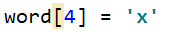 word[4] = 'x'